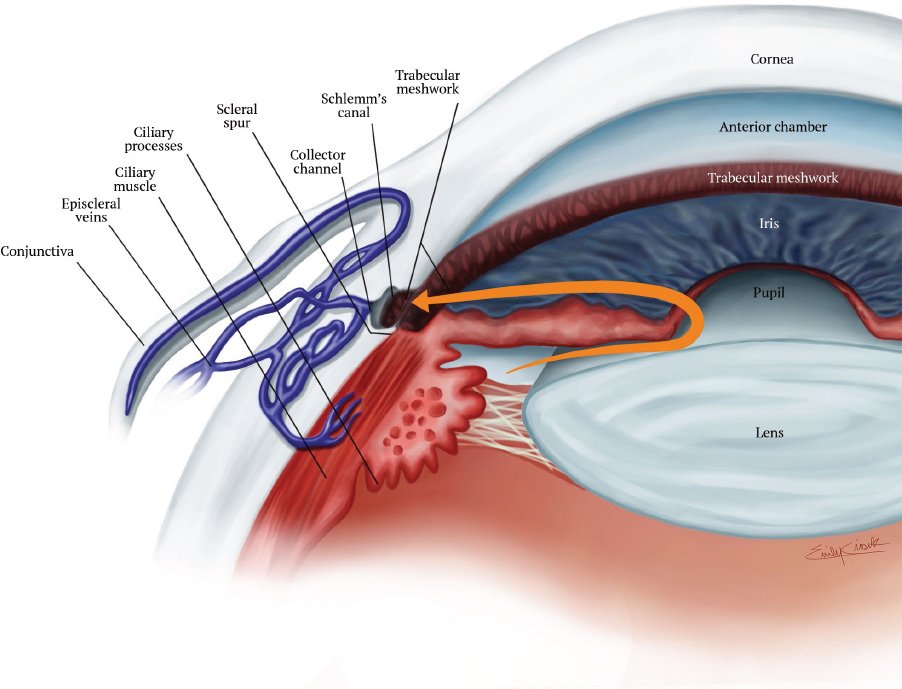 Cornea
Trabecular
meshwork
Schlemm's
canal
Scleral
spur
Anterior chamber
Ciliary
processes
Collector
channel
Ciliary
muscle
Trabecular meshwork
Episcleral
veins
Iris
Conjunctiva
Pupil
Lens